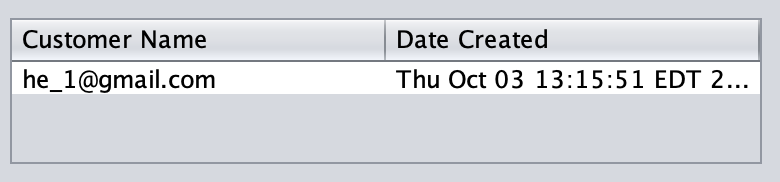 Customer Name Date Created
he_1@gmail.com Thu Oct 03 13:15:51 EDT 2...